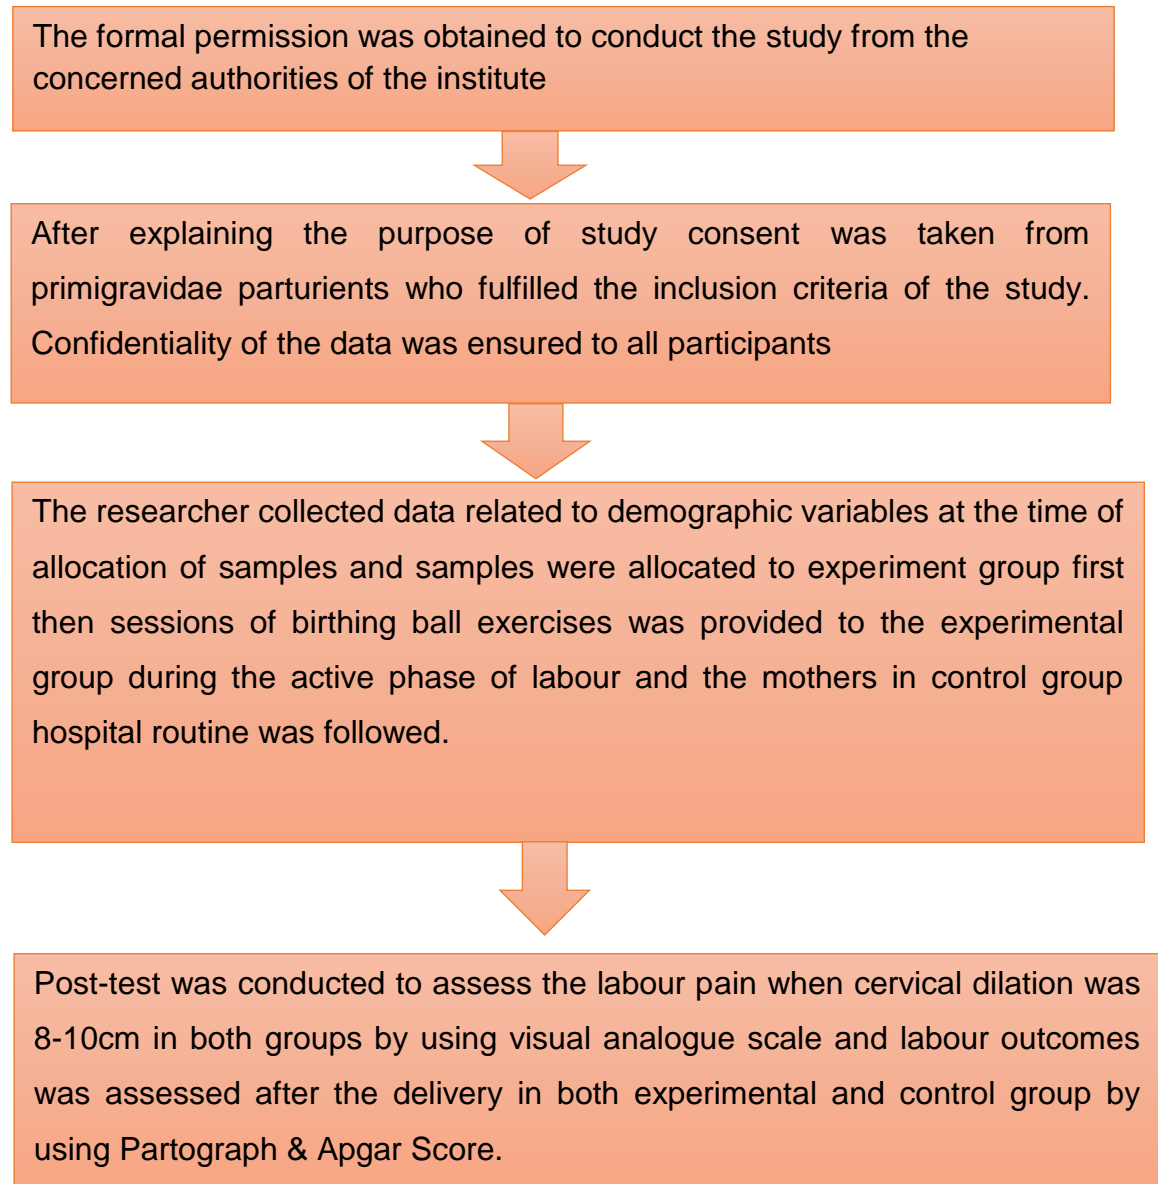 The formal permission was obtained to conduct the study from the
concerned authorities of the institute
After explaining the purpose of study consent was taken from
primigravidae parturients who fulfilled the inclusion criteria of the study.
Confidentiality of the data was ensured to all participants
The researcher collected data related to demographic variables at the time of
allocation of samples and samples were allocated to experiment group first
then sessions of birthing ball exercises was provided to the experimental
group during the active phase of labour and the mothers in control group
hospital routine was followed.
Post-test was conducted to assess the labour pain when cervical dilation was
8-10cm in both groups by using visual analogue scale and labour outcomes
was assessed after the delivery in both experimental and control group by
using Partograph & Apgar Score.